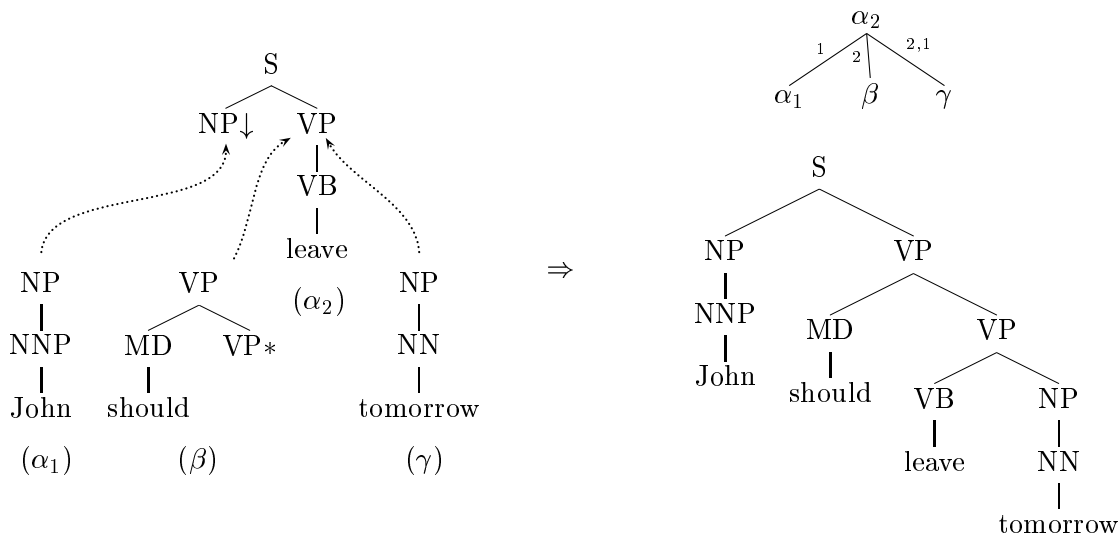 S
NP↓ VP
VB
leave
(α₂)
NP
NNP
John
(α₁)
VP
MD VP*
should
(β)
NP
NN
tomorrow
(γ)
⇒
α₂
1 2 2,1
α₁ β γ
S
NP VP
NNP MD VP
John should VB NP
leave NN
tomorrow